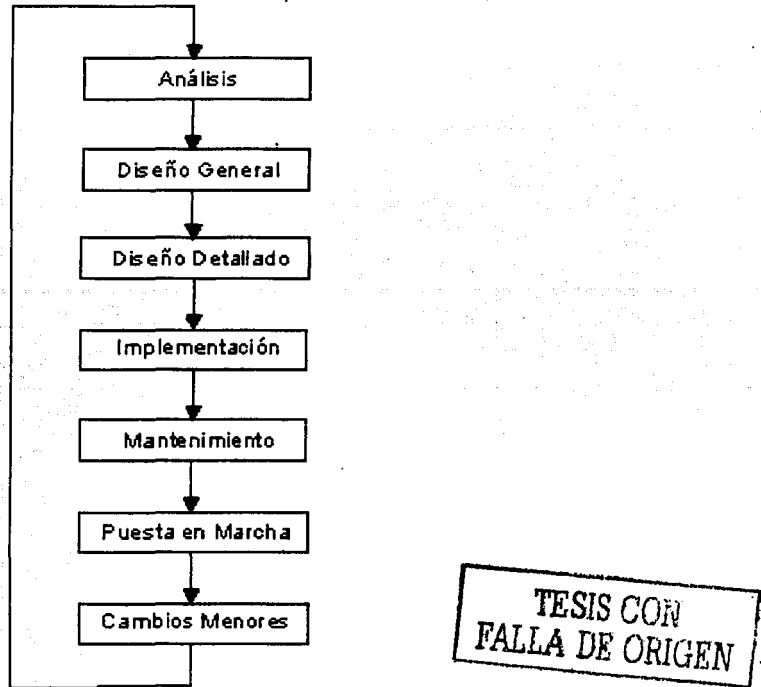 Análisis
Diseño General
Diseño Detallado
Implementación
Mantenimiento
Puesta en Marcha
Cambios Menores
TESIS CON
FALLA DE ORIGEN